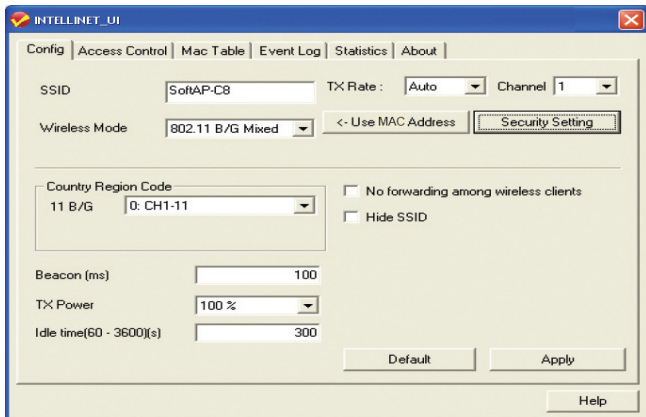 INTELLINET_UI
Config Access Control Mac Table Event Log Statistics About
SSID SoftAP-C8 TX Rate : Auto Channel 1
Wireless Mode 802.11 B/G Mixed <- Use MAC Address Security Setting
Country Region Code
11 B/G 0: CH1-11
No forwarding among wireless clients
Hide SSID
Beacon (ms) 100
TX Power 100 %
Idle time(60 - 3600)(s) 300
Default Apply
Help